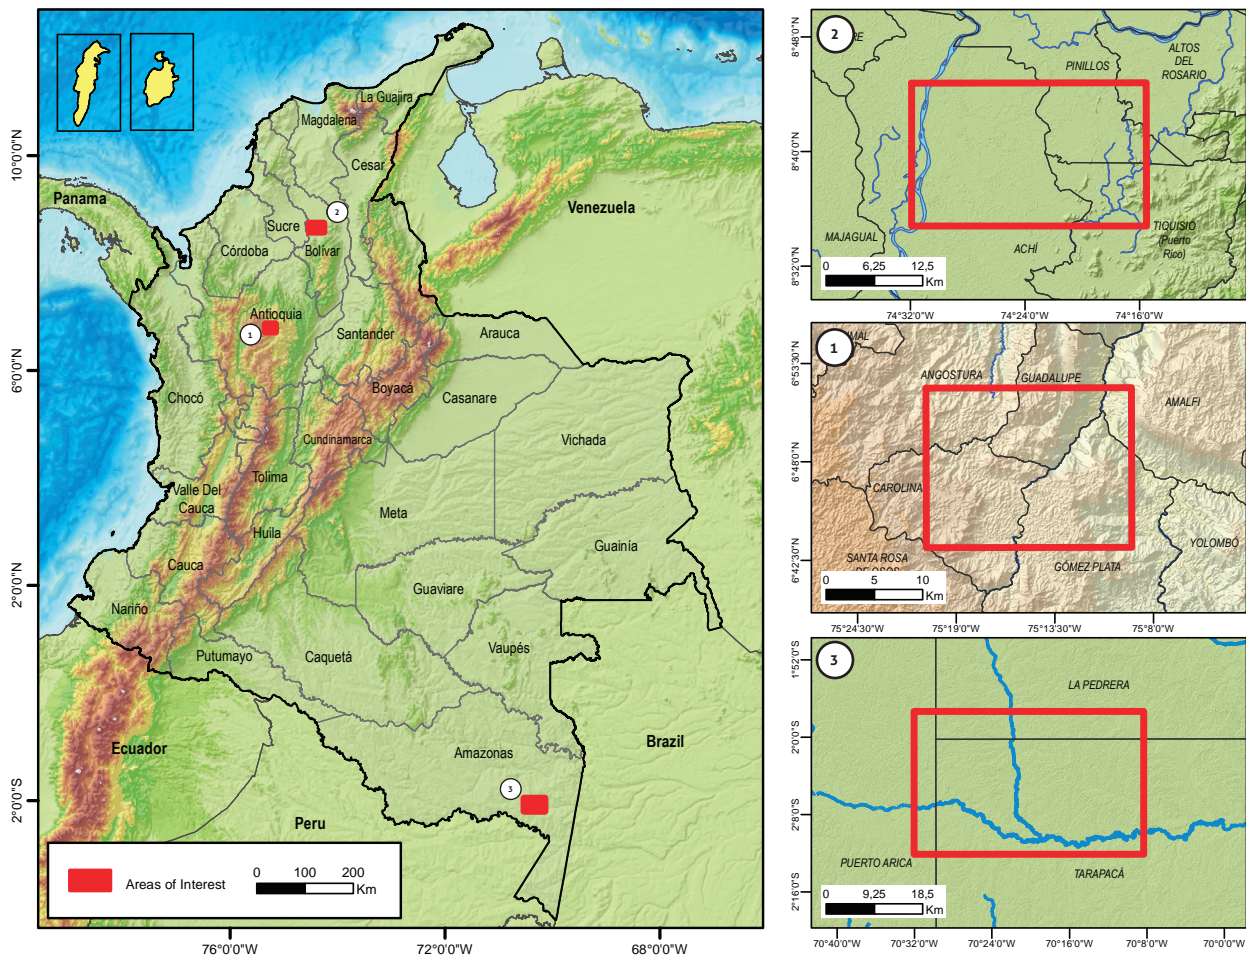 10°0'0"N
6°0'0"N
2°0'0"N
2°0'0"S
76°0'0"W
72°0'0"W
68°0'0"W
Panama
Venezuela
Ecuador
Peru
Brazil
La Guajira
Magdalena
Cesar
Sucre
2
Córdoba
Bolívar
Antioquia
1
Santander
Arauca
Chocó
Boyacá
Casanare
Cundinamarca
Vichada
Tolima
Valle Del
Cauca
Meta
Huila
Guainía
Cauca
Guaviare
Nariño
Putumayo
Caquetá
Vaupés
Amazonas
3
Areas of Interest
0 100 200
Km
2
RE
PINILLOS
ALTOS
DEL
ROSARIO
MAJAGUAL
ACHÍ
TIQUISIO
(Puerto
Rico)
0 6,25 12,5
Km
8°48'0"N
8°40'0"N
8°32'0"N
74°32'0"W
74°24'0"W
74°16'0"W
1
MAL
ANGOSTURA
GUADALUPE
AMALFI
CAROLINA
SANTA ROSA
GÓMEZ PLATA
YOLOMBÓ
0 5 10
Km
6°53'30"N
6°48'0"N
6°42'30"N
75°24'30"W
75°19'0"W
75°13'30"W
75°8'0"W
3
LA PEDRERA
PUERTO ARICA
TARAPACÁ
0 9,25 18,5
Km
1°52'0"S
2°0'0"S
2°8'0"S
2°16'0"S
70°40'0"W
70°32'0"W
70°24'0"W
70°16'0"W
70°8'0"W
70°0'0"W